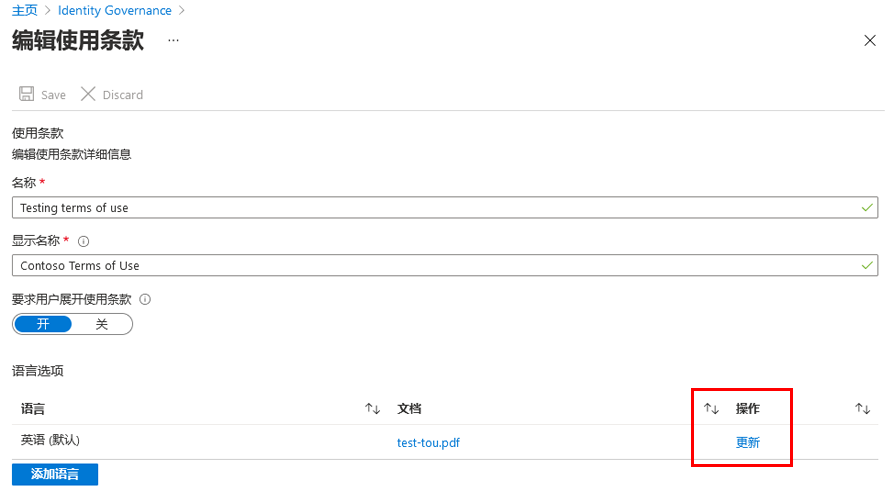 主页 > Identity Governance >
编辑使用条款 ...
Save Discard
使用条款
编辑使用条款详细信息
名称 *
Testing terms of use
显示名称 *
Contoso Terms of Use
要求用户展开使用条款
开 关
语言选项
语言 文档 操作
英语 (默认) test-tou.pdf 更新
添加语言